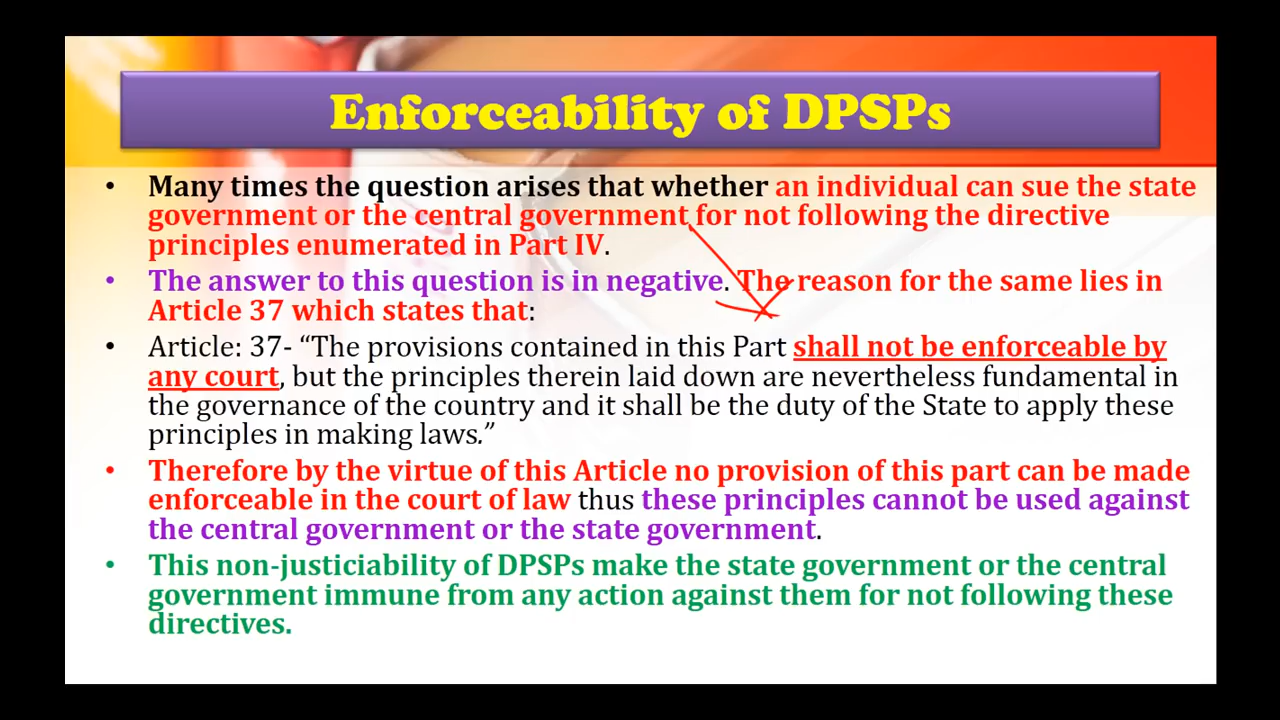 Enforceability of DPSPs
• Many times the question arises that whether an individual can sue the state
government or the central government for not following the directive
principles enumerated in Part IV.
• The answer to this question is in negative. The reason for the same lies in
Article 37 which states that:
• Article: 37- “The provisions contained in this Part shall not be enforceable by
any court, but the principles therein laid down are nevertheless fundamental in
the governance of the country and it shall be the duty of the State to apply these
principles in making laws.”
• Therefore by the virtue of this Article no provision of this part can be made
enforceable in the court of law thus these principles cannot be used against
the central government or the state government.
• This non-justiciability of DPSPs make the state government or the central
government immune from any action against them for not following these
directives.